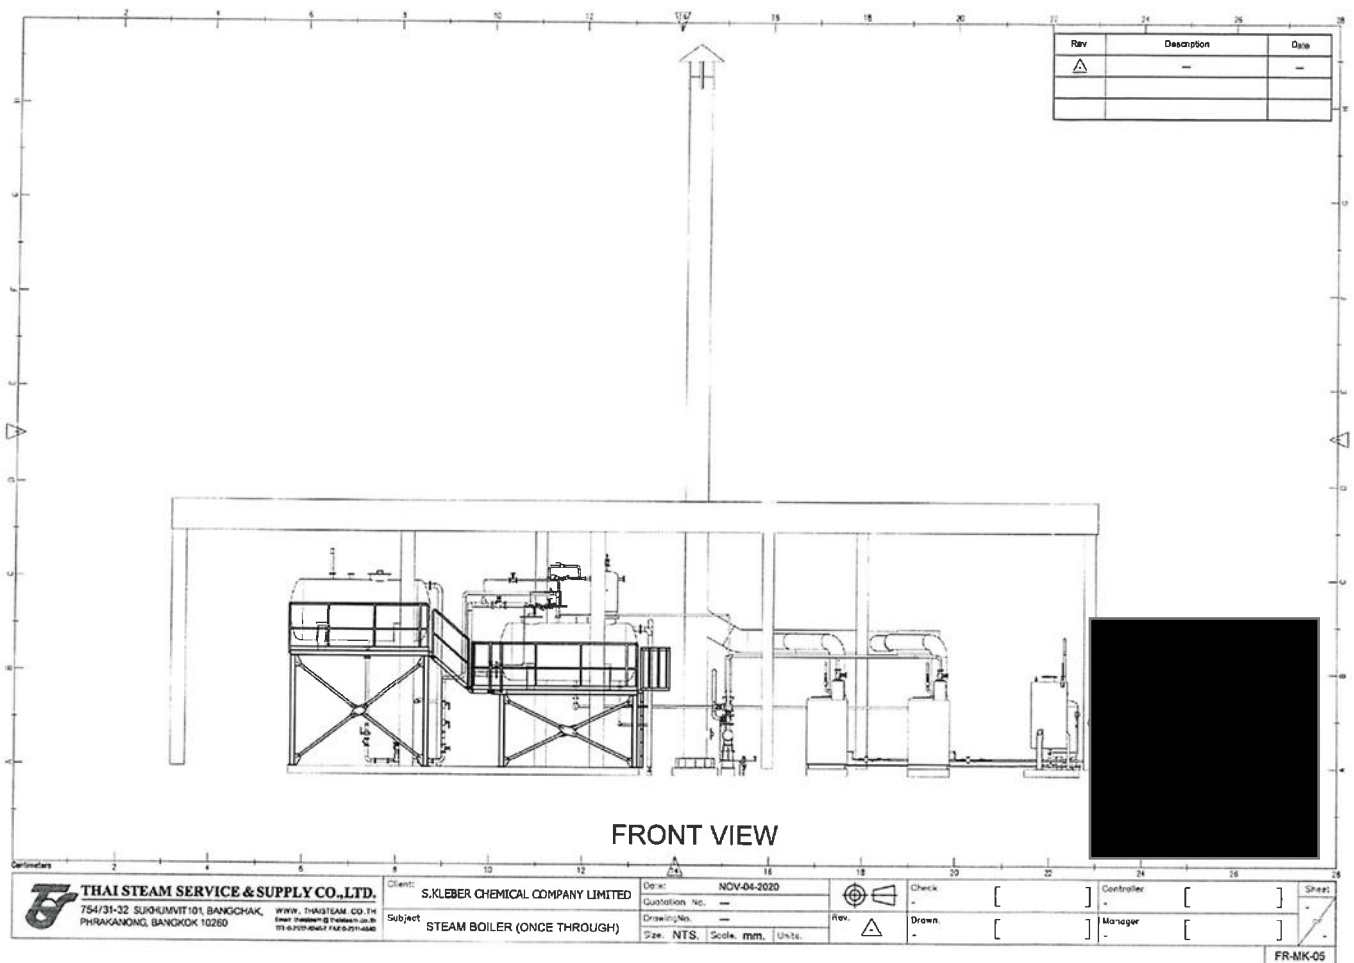 Rev Description Date
— —
FRONT VIEW
Centimeters
THAI STEAM SERVICE & SUPPLY CO.,LTD.
754/31-32 SUKHUMVIT101, BANGCHAK,
PHRAKANONG, BANGKOK 10260
WWW. THAISTEAM .CO.TH
Client: S.KLEBER CHEMICAL COMPANY LIMITED
Subject STEAM BOILER (ONCE THROUGH)
Date: NOV-04-2020
Quotation No. —
DrawingNo. —
Size. NTS. Scale. mm. Units.
Rev.
Check - [ ]
Drawn. - [ ]
Controller - [ ]
Manager - [ ]
Sheet
- / of -
FR-MK-05